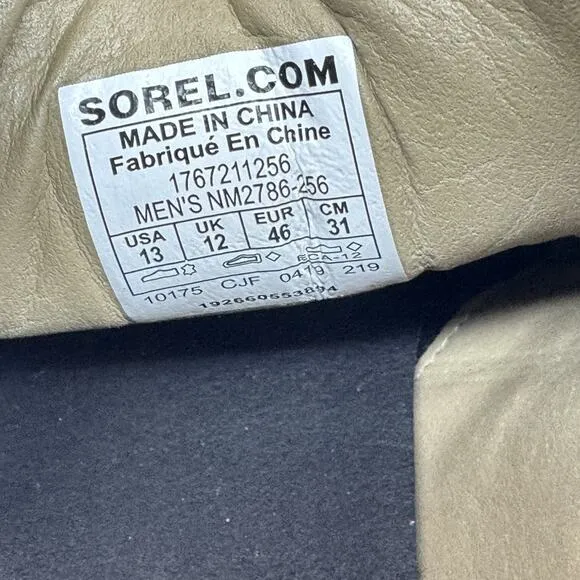 SOREL.COM
MADE IN CHINA
Fabriqué En Chine
1767211256
MEN'S NM2786-256
USA UK EUR CM
13 12 46 31
ECA-12
10175 CJF 0419 219
192660553894